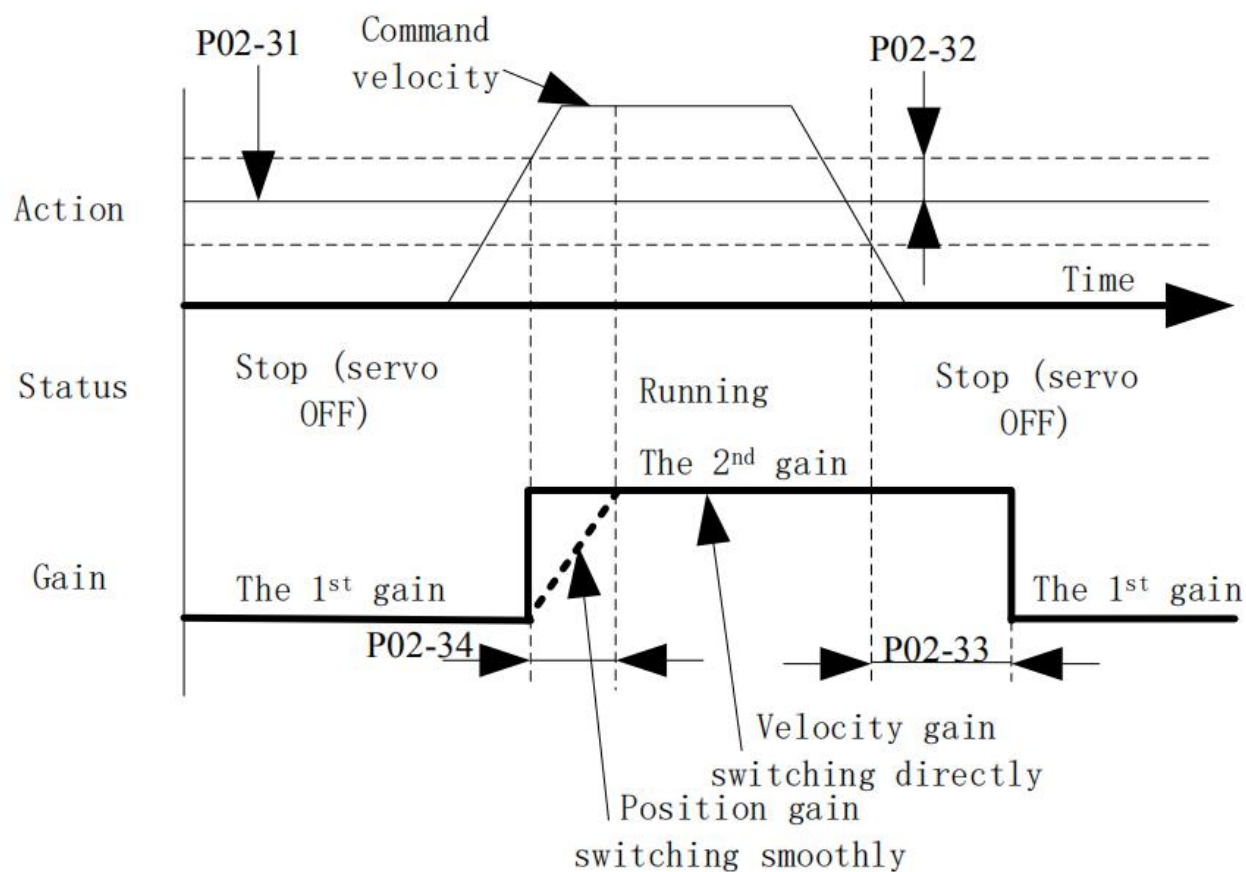 P02-31
Command
velocity
P02-32
Action
Time
Status
Stop (servo
OFF)
Running
Stop (servo
OFF)
The 2nd gain
Gain
The 1st gain
The 1st gain
P02-34
P02-33
Velocity gain
switching directly
Position gain
switching smoothly